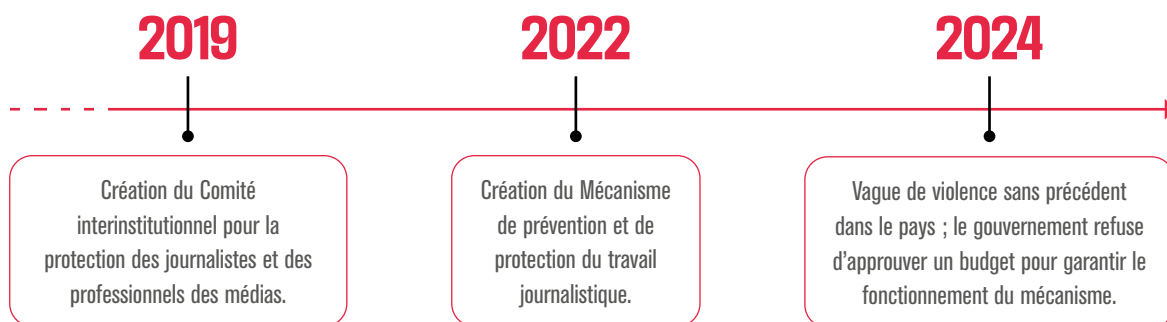 2019
2022
2024
Création du Comité
interinstitutionnel pour la
protection des journalistes et des
professionnels des médias.
Création du Mécanisme
de prévention et de
protection du travail
journalistique.
Vague de violence sans précédent
dans le pays ; le gouvernement refuse
d’approuver un budget pour garantir le
fonctionnement du mécanisme.